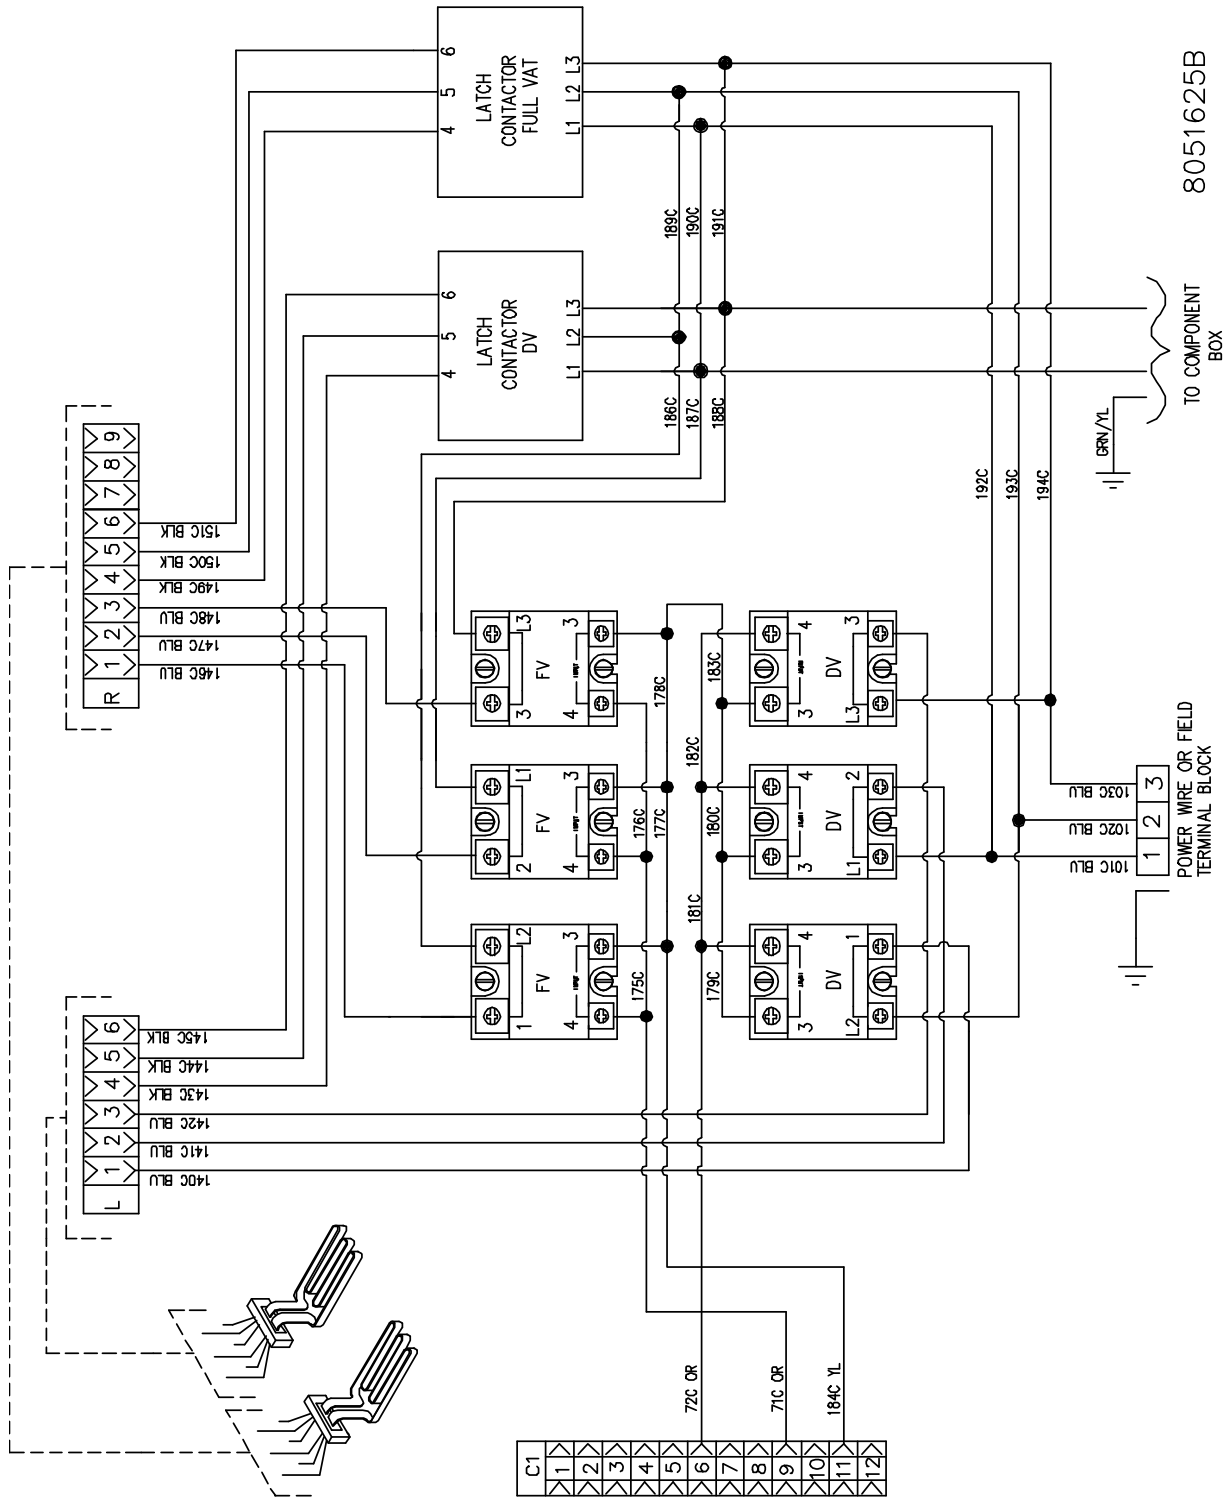 6
5
4
LATCH
CONTACTOR
FULL VAT
L3
L2
L1
6
5
4
LATCH
CONTACTOR
DV
L3
L2
L1
189C
190C
191C
186C
187C
188C
8051625B
TO COMPONENT
BOX
GRN/YL
192C
193C
194C
R 1 2 3 4 5 6 7 8 9
151C BLK
150C BLK
149C BLK
148C BLU
147C BLU
146C BLU
L 1 2 3 4 5 6
145C BLK
144C BLK
143C BLK
142C BLU
141C BLU
140C BLU
3 L3
FV
4 3
2 L1
FV
4 3
1 L2
FV
4 3
178C
176C
177C
175C
183C
182C
180C
181C
179C
3 4
DV
L3 3
3 4
DV
L1 2
3 4
DV
L2 1
103C BLU
102C BLU
101C BLU
1 2 3
POWER WIRE OR FIELD
TERMINAL BLOCK
72C OR
71C OR
184C YL
C1
1
2
3
4
5
6
7
8
9
10
11
12